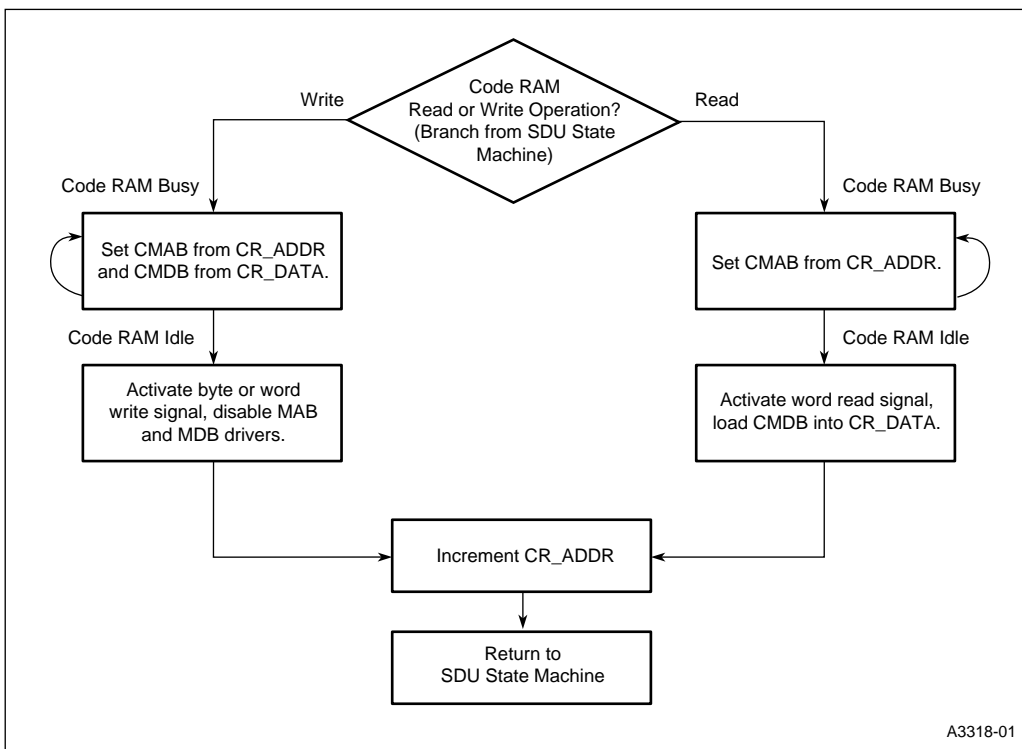 Code RAM
Read or Write Operation?
(Branch from SDU State
Machine)
Write
Read
Code RAM Busy
Code RAM Busy
Set CMAB from CR_ADDR
and CMDB from CR_DATA.
Set CMAB from CR_ADDR.
Code RAM Idle
Code RAM Idle
Activate byte or word
write signal, disable MAB
and MDB drivers.
Activate word read signal,
load CMDB into CR_DATA.
Increment CR_ADDR
Return to
SDU State Machine
A3318-01